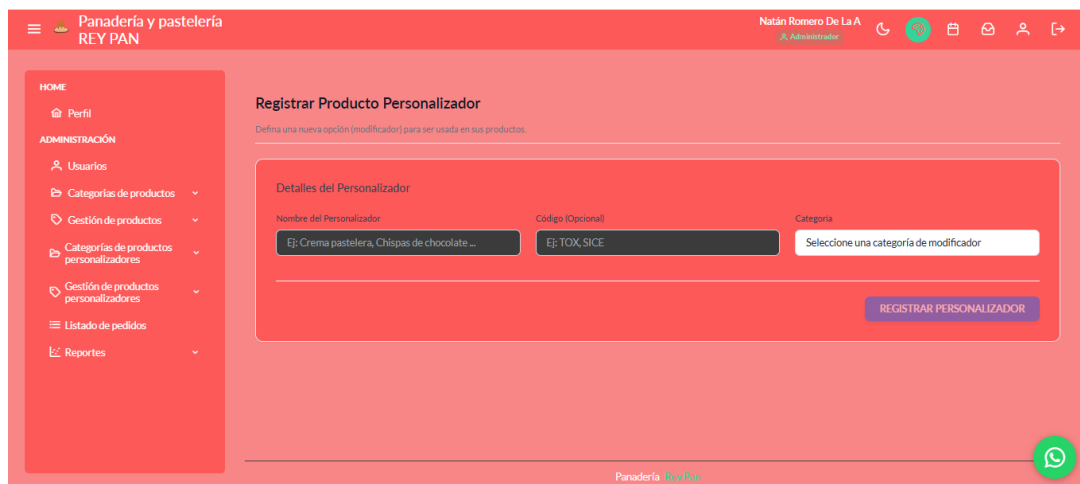 Panadería y pastelería
REY PAN
Natán Romero De La A
Administrador
HOME
Perfil
ADMINISTRACIÓN
Usuarios
Categorías de productos
Gestión de productos
Categorías de productos
personalizadores
Gestión de productos
personalizadores
Listado de pedidos
Reportes
Registrar Producto Personalizador
Defina una nueva opción (modificador) para ser usada en sus productos.
Detalles del Personalizador
Nombre del Personalizador
Código (Opcional)
Categoría
Ej: Crema pastelera, Chispas de chocolate ...
Ej: TOX, SICE
Seleccione una categoría de modificador
REGISTRAR PERSONALIZADOR
Panadería Rey Pan